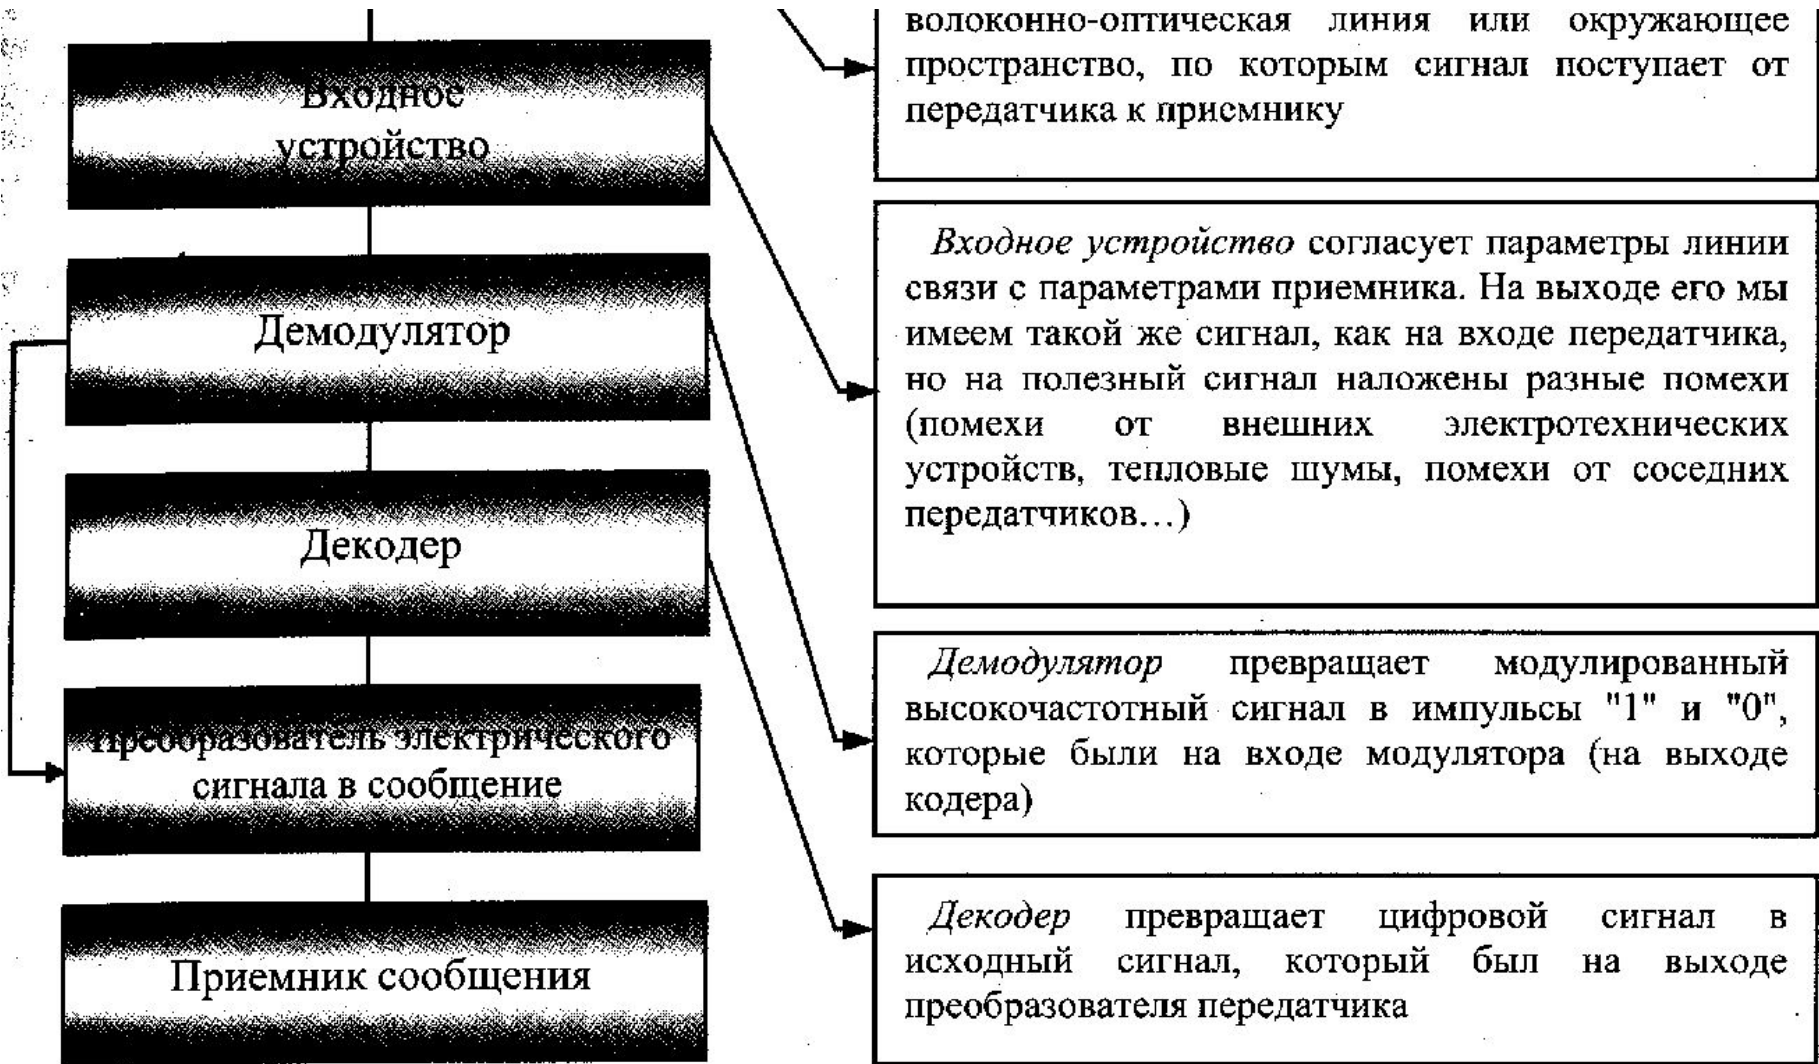 Входное
устройство
Демодулятор
Декодер
Преобразователь электрического
сигнала в сообщение
Приемник сообщения
волоконно-оптическая линия или окружающее
пространство, по которым сигнал поступает от
передатчика к приемнику
Входное устройство согласует параметры линии
связи с параметрами приемника. На выходе его мы
имеем такой же сигнал, как на входе передатчика,
но на полезный сигнал наложены разные помехи
(помехи от внешних электротехнических
устройств, тепловые шумы, помехи от соседних
передатчиков...)
Демодулятор превращает модулированный
высокочастотный сигнал в импульсы "1" и "0",
которые были на входе модулятора (на выходе
кодера)
Декодер превращает цифровой сигнал в
исходный сигнал, который был на выходе
преобразователя передатчика